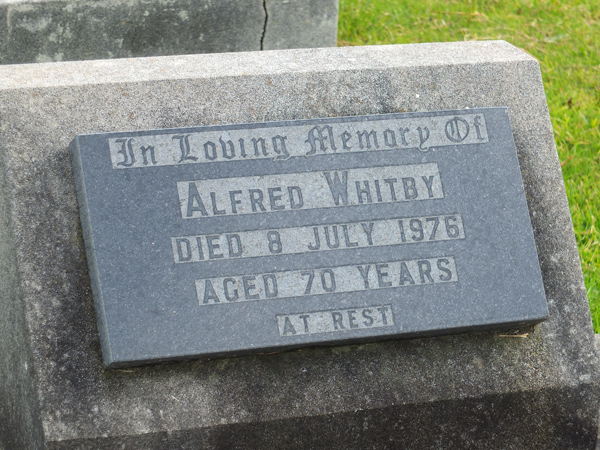 In Loving Memory Of
ALFRED WHITBY
DIED 8 JULY 1976
AGED 70 YEARS
AT REST